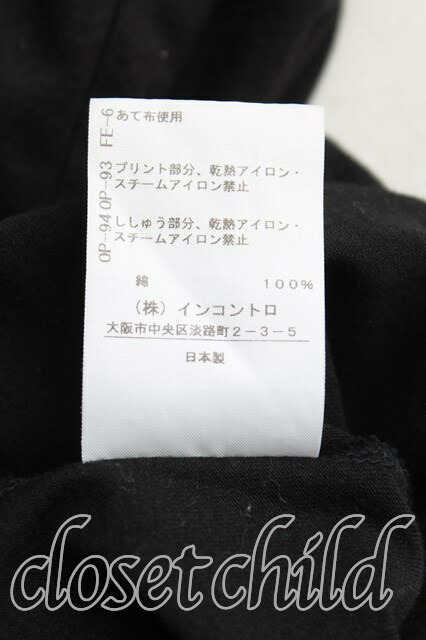 FE-6
あて布使用
OP-93
プリント部分、乾熱アイロン・
スチームアイロン禁止
OP-94
ししゅう部分、乾熱アイロン・
スチームアイロン禁止
綿 100%
(株)インコントロ
大阪市中央区淡路町2-3-5
日本製
closetchild